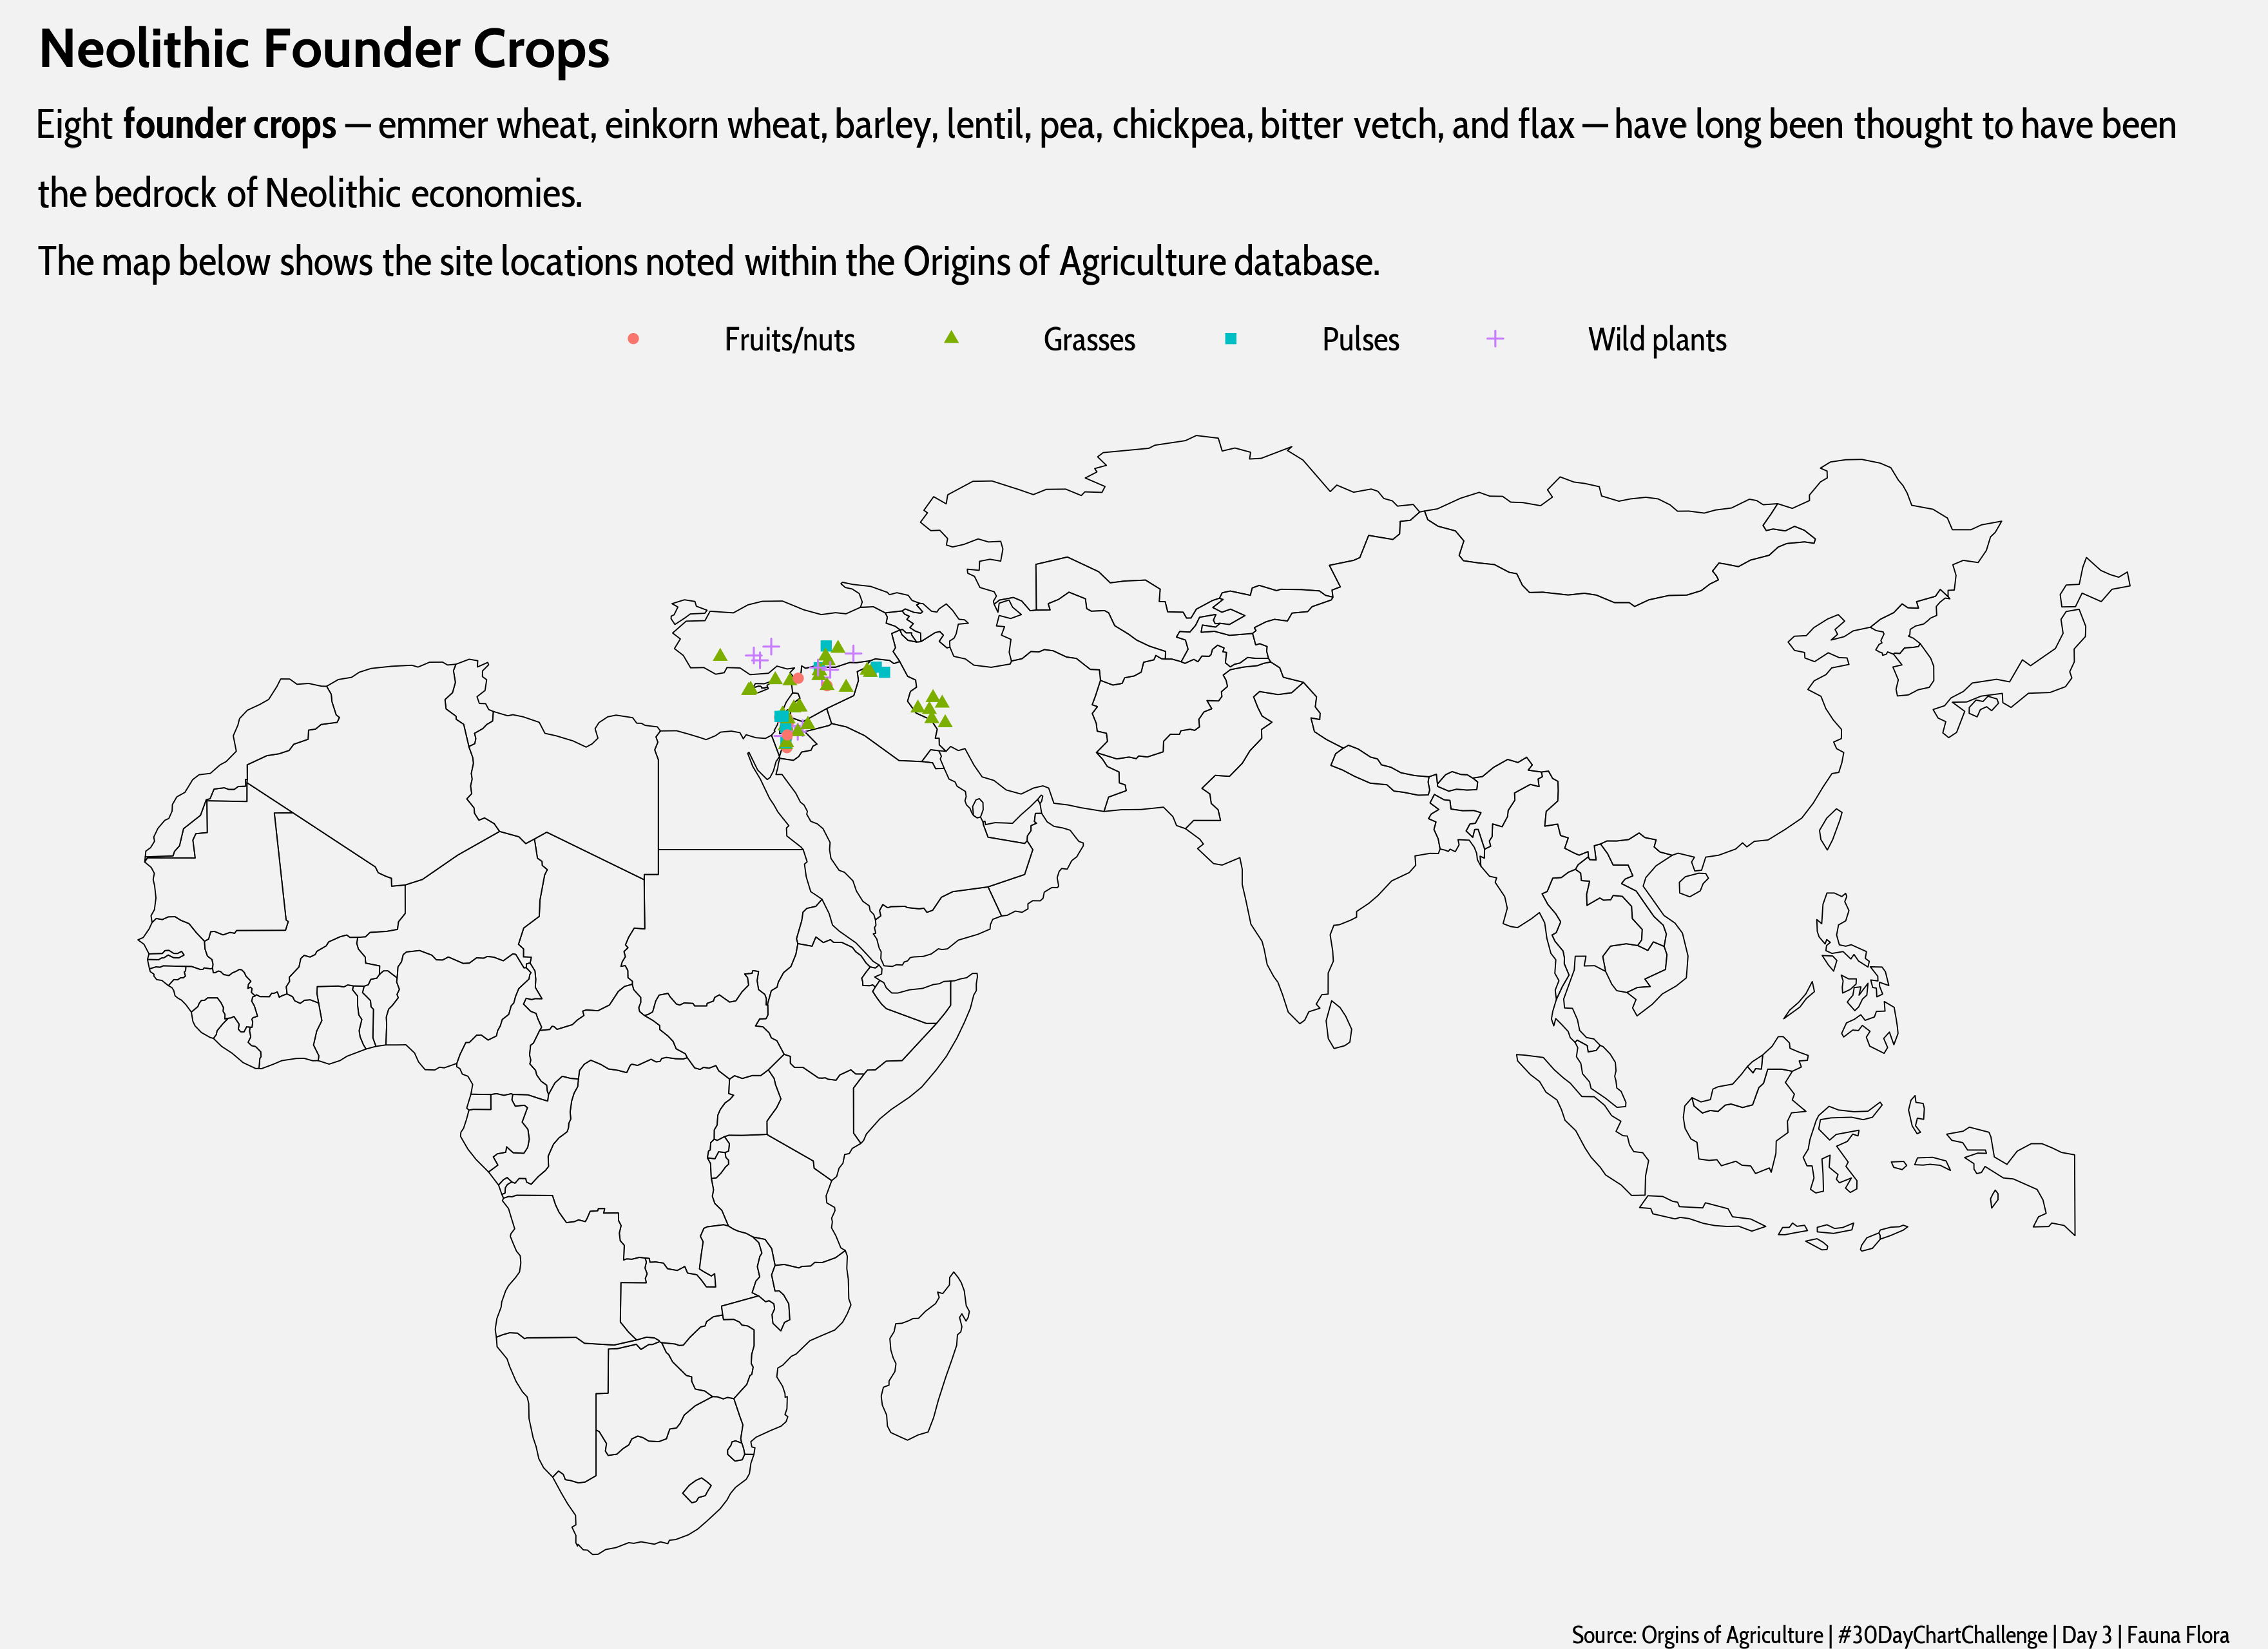 Neolithic Founder Crops
Eight founder crops — emmer wheat, einkorn wheat, barley, lentil, pea, chickpea, bitter vetch, and flax — have long been thought to have been
the bedrock of Neolithic economies.
The map below shows the site locations noted within the Origins of Agriculture database.
Fruits/nuts Grasses Pulses Wild plants
Source: Orgins of Agriculture | #30DayChartChallenge | Day 3 | Fauna Flora